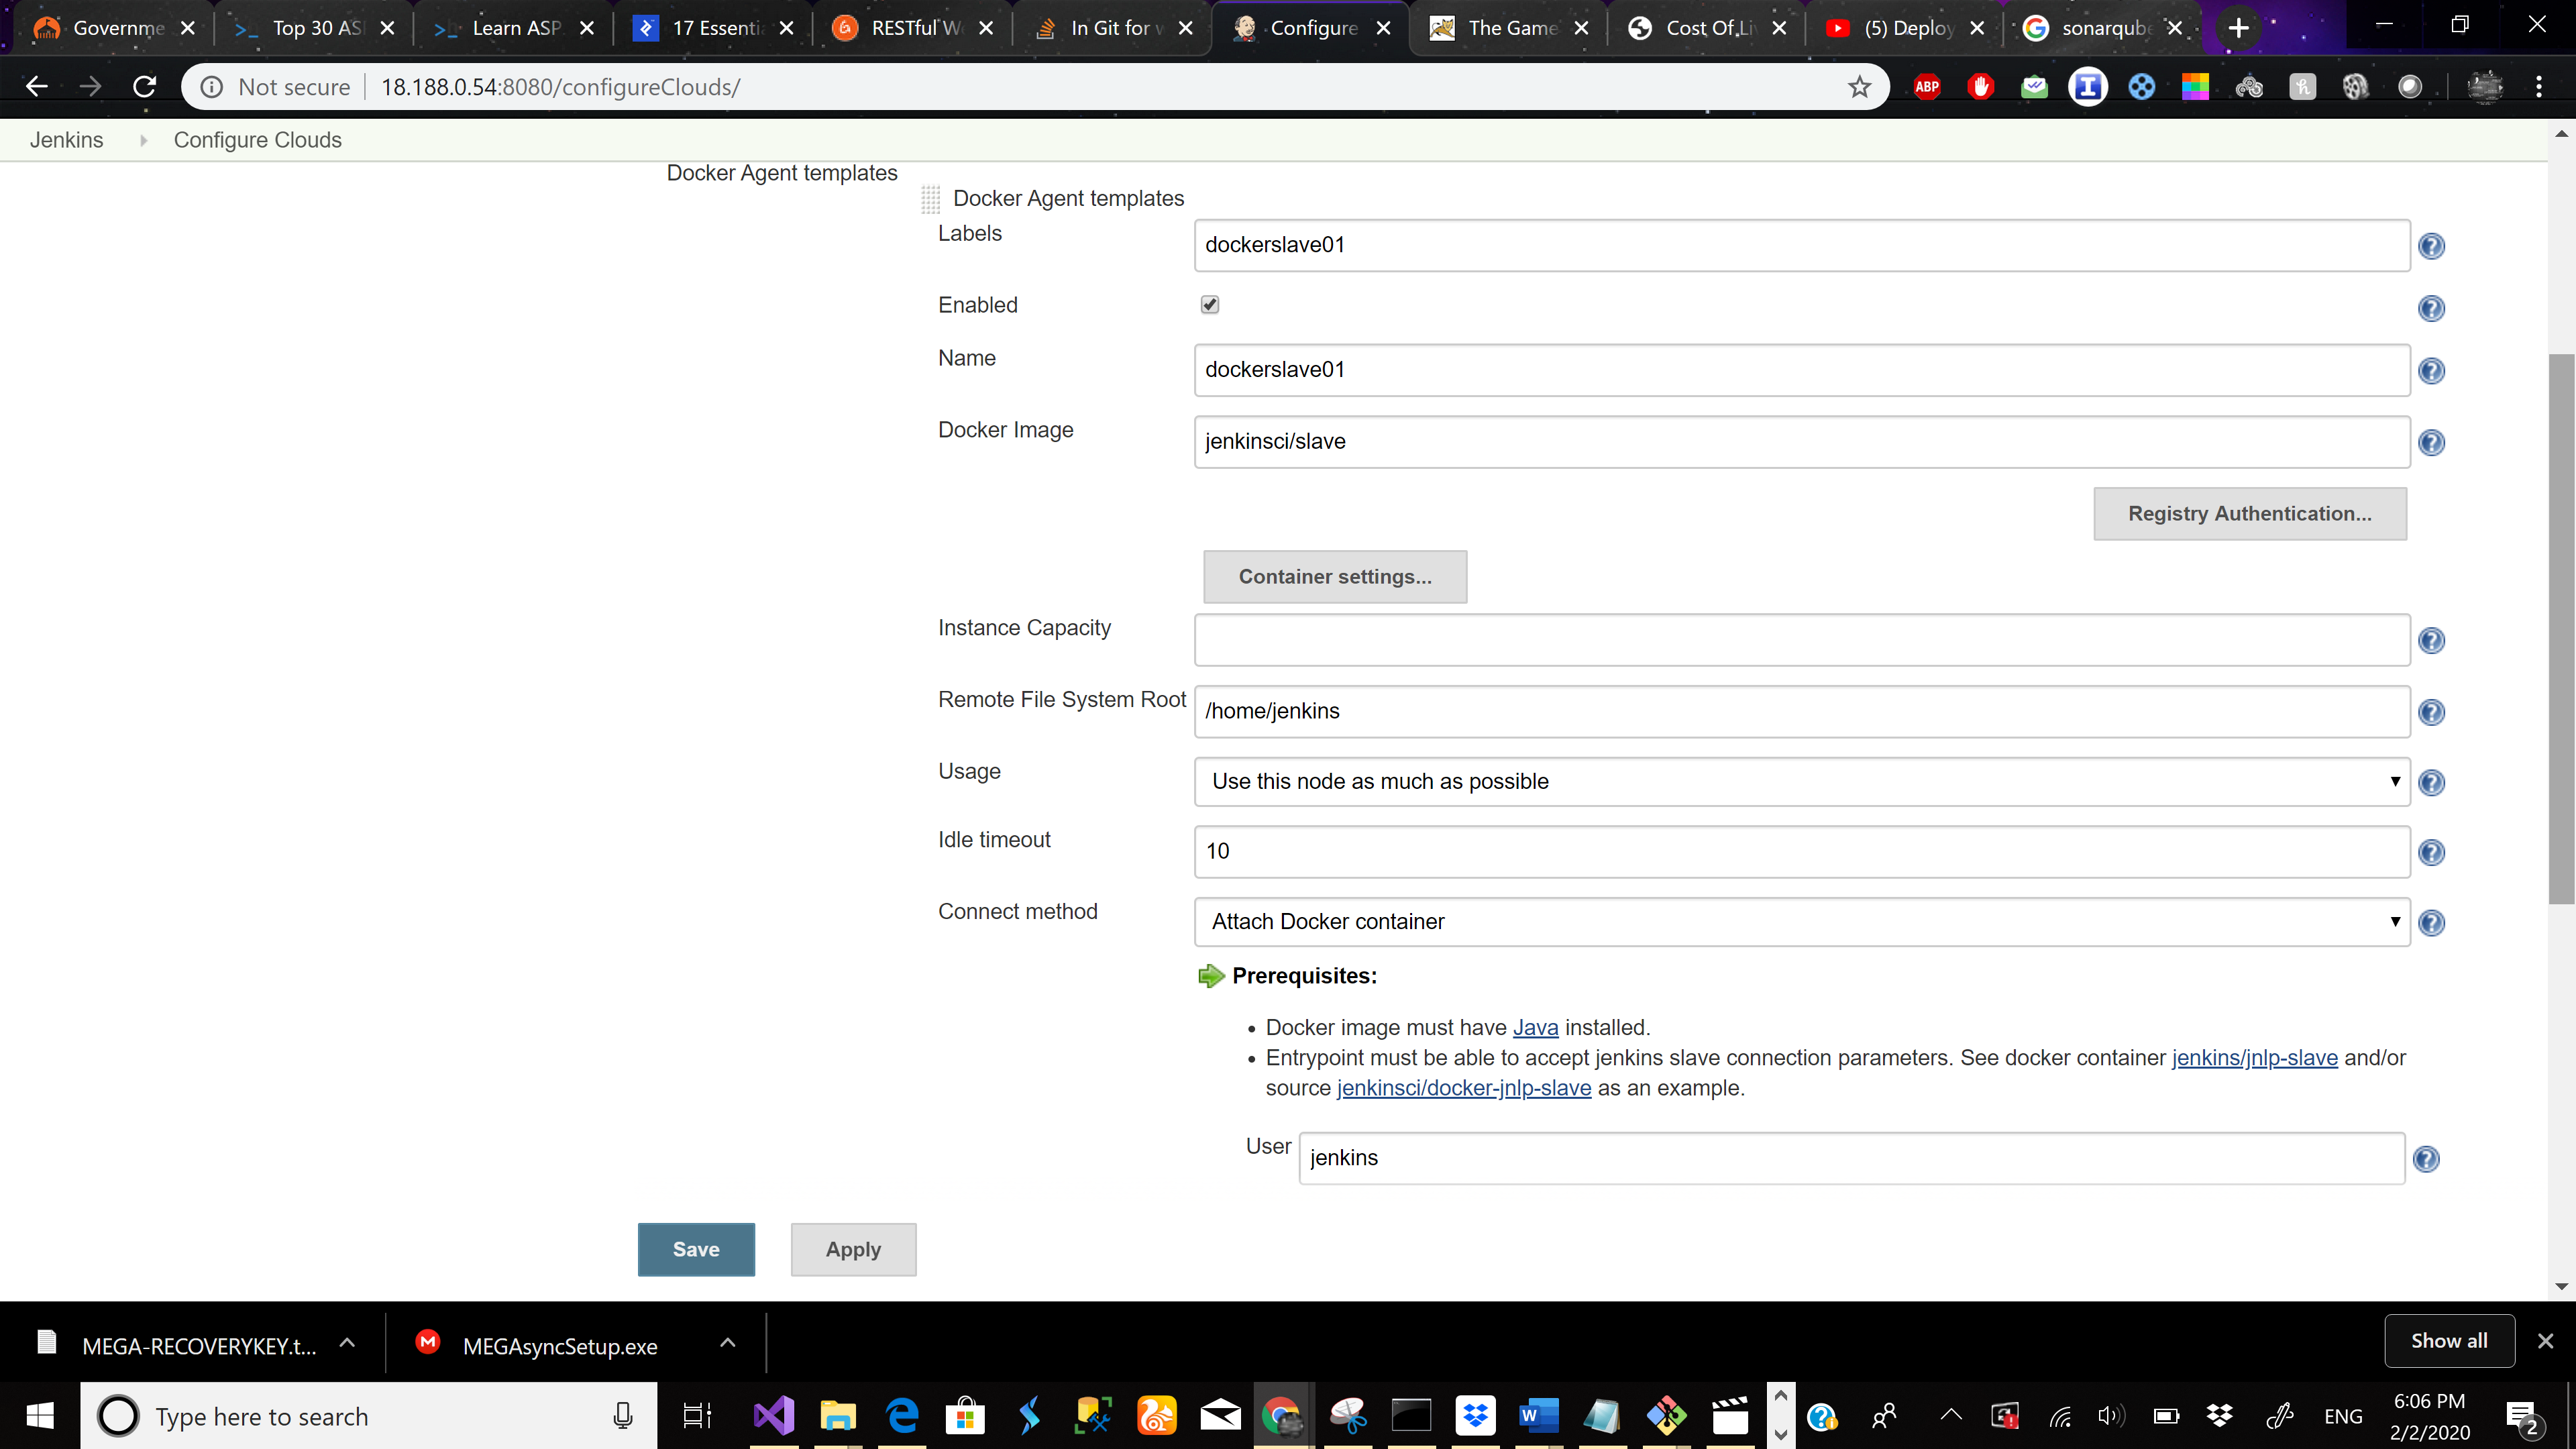 Governme
Top 30 AS
Learn ASP
17 Essentia
RESTful W
In Git for w
Configure
The Game
Cost Of Li
(5) Deploy
sonarqube
Not secure
18.188.0.54:8080/configureClouds/
ABP
Jenkins
Configure Clouds
Docker Agent templates
Docker Agent templates
Labels
dockerslave01
Enabled
Name
dockerslave01
Docker Image
jenkinsci/slave
Registry Authentication...
Container settings...
Instance Capacity
Remote File System Root
/home/jenkins
Usage
Use this node as much as possible
Idle timeout
10
Connect method
Attach Docker container
Prerequisites:
Docker image must have Java installed.
Entrypoint must be able to accept jenkins slave connection parameters. See docker container jenkins/jnlp-slave and/or
source jenkinsci/docker-jnlp-slave as an example.
User
jenkins
Save
Apply
MEGA-RECOVERYKEY.t...
MEGAsyncSetup.exe
Show all
Type here to search
ENG
6:06 PM
2/2/2020
2